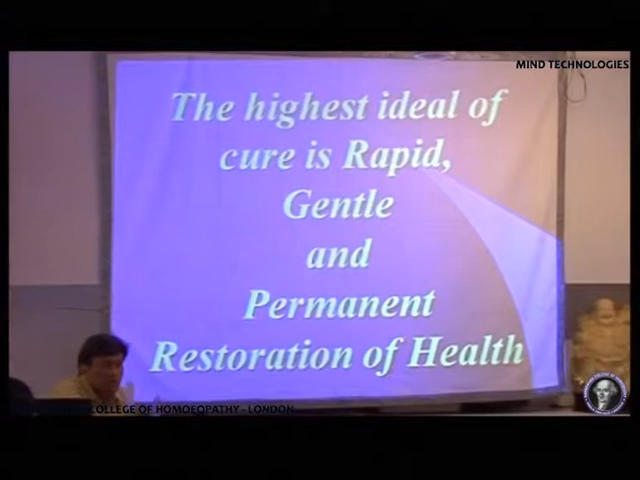 MIND TECHNOLOGIES
The highest ideal of
cure is Rapid,
Gentle
and
Permanent
Restoration of Health
COLLEGE OF HOMOEOPATHY - LONDON